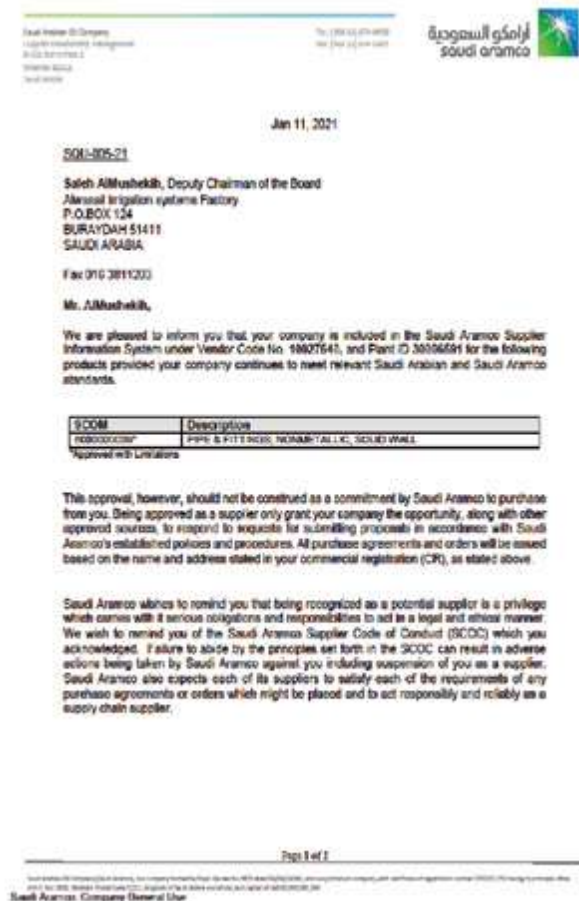 أرامكو السعودية
saudi aramco
Jan 11, 2021
Saleh AlMushekih, Deputy Chairman of the Board
Irrigation systems Factory
P.O.BOX 124
BURAYDAH 51411
SAUDI ARABIA
Fax 016 3811203
Mr. AlMushekih,
We are pleased to inform you that your company is included in the Saudi Aramco Supplier
Information System under Vendor Code No. and Plant ID for the following
products provided your company continues to meet relevant Saudi Arabian and Saudi Aramco
standards.
SCOM Description
PIPE & FITTINGS, NONMETALLIC, SOLID WALL
*Approved with Limitations
This approval, however, should not be construed as a commitment by Saudi Aramco to purchase
from you. Being approved as a supplier only grant your company the opportunity, along with other
approved sources, to respond to requests for submitting proposals in accordance with Saudi
Aramco's established policies and procedures. All purchase agreements and orders will be issued
based on the name and address stated in your commercial registration (CR), as stated above.
Saudi Aramco wishes to remind you that being recognized as a potential supplier is a privilege
which carries with it serious obligations and responsibilities to act in a legal and ethical manner.
We wish to remind you of the Saudi Aramco Supplier Code of Conduct (SCOC) which you
acknowledged. Failure to abide by the principles set forth in the SCOC can result in adverse
actions being taken by Saudi Aramco against you including suspension of you as a supplier.
Saudi Aramco also expects each of its suppliers to satisfy each of the requirements of any
purchase agreements or orders which might be placed and to act responsibly and reliably as a
supply chain supplier.
Saudi Aramco: Company General Use